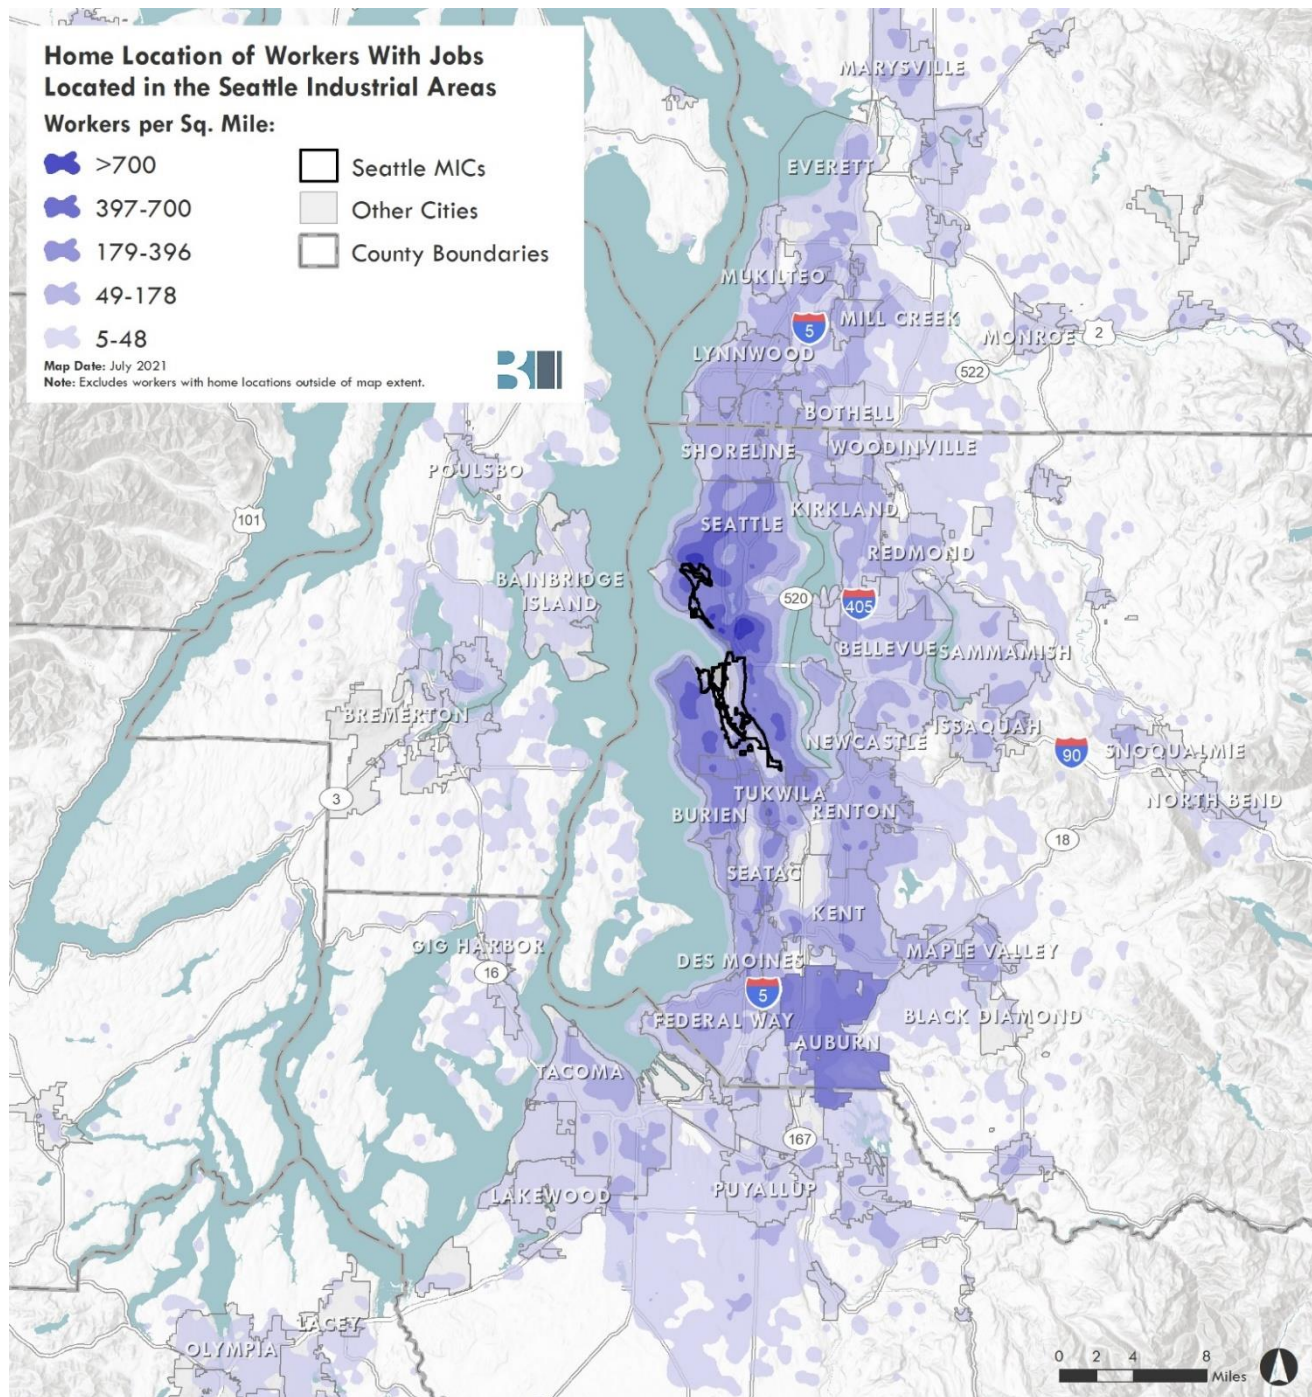 Home Location of Workers With Jobs
Located in the Seattle Industrial Areas
Workers per Sq. Mile:
>700
397-700
179-396
49-178
5-48
Seattle MICs
Other Cities
County Boundaries
Map Date: July 2021
Note: Excludes workers with home locations outside of map extent.
MARYSVILLE
EVERETT
MUKILTEO
5
MILL CREEK
MONROE
2
LYNNWOOD
522
BOTHELL
SHORELINE
WOODINVILLE
POULSBO
101
SEATTLE
KIRKLAND
REDMOND
BAINBRIDGE
ISLAND
520
405
BELLEVUE
SAMMAMISH
BREMERTON
ISSAQUAH
NEWCASTLE
90
SNOQUALMIE
3
TUKWILA
NORTH BEND
BURIEN
RENTON
18
SEATAC
KENT
GIG HARBOR
MAPLE VALLEY
16
DES MOINES
5
FEDERAL WAY
BLACK DIAMOND
AUBURN
TACOMA
167
LAKEWOOD
PUYALLUP
LACEY
OLYMPIA
0 2 4 8
Miles